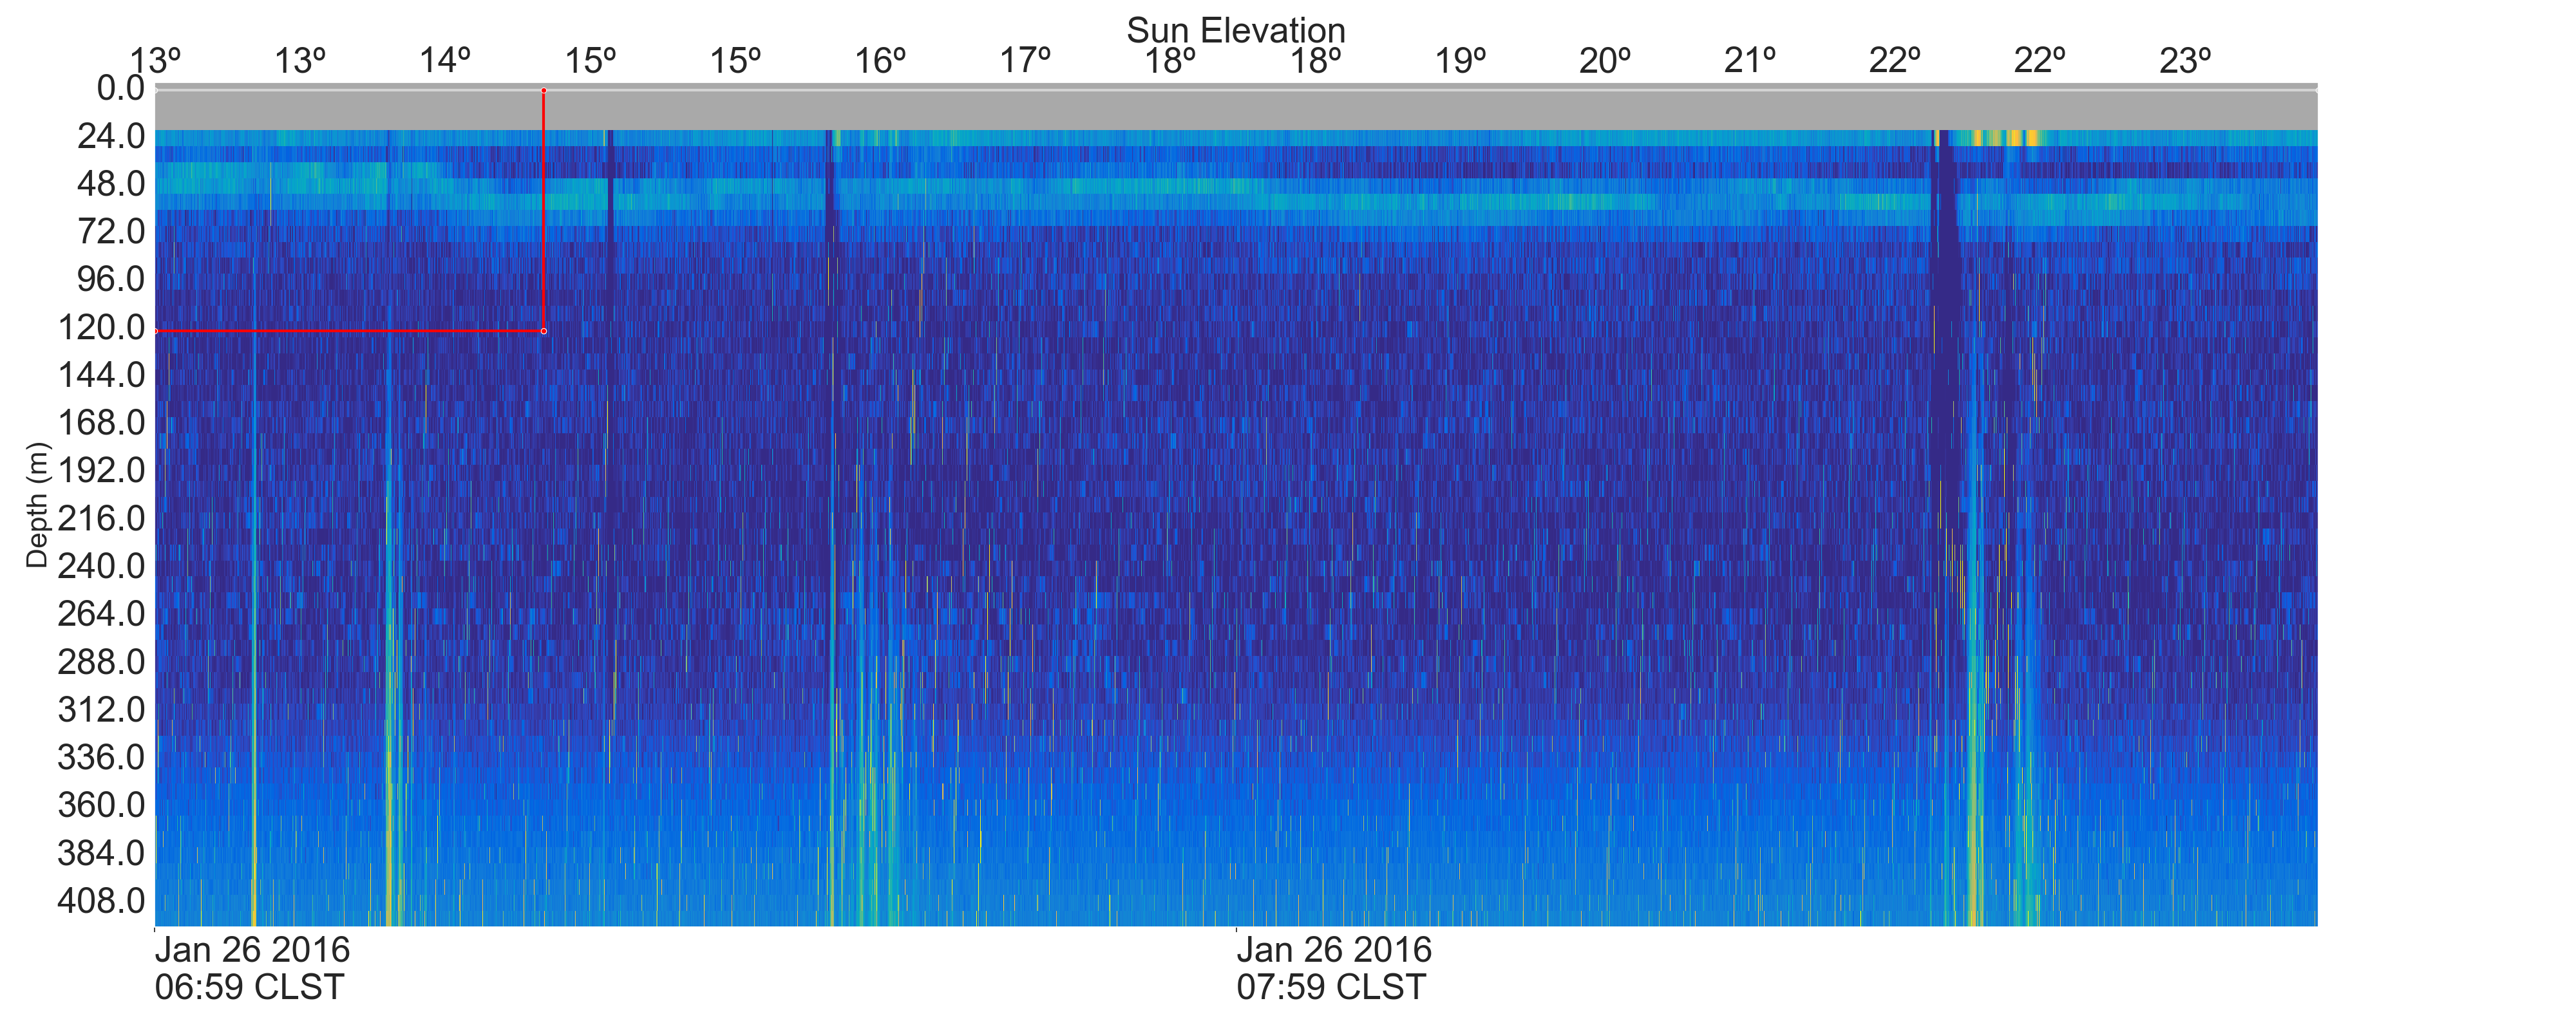 Sun Elevation
13º 13º 14º 15º 15º 16º 17º 18º 18º 19º 20º 21º 22º 22º 23º
0.0
24.0
48.0
72.0
96.0
120.0
144.0
168.0
192.0
216.0
240.0
264.0
288.0
312.0
336.0
360.0
384.0
408.0
Depth (m)
Jan 26 2016
06:59 CLST
Jan 26 2016
07:59 CLST